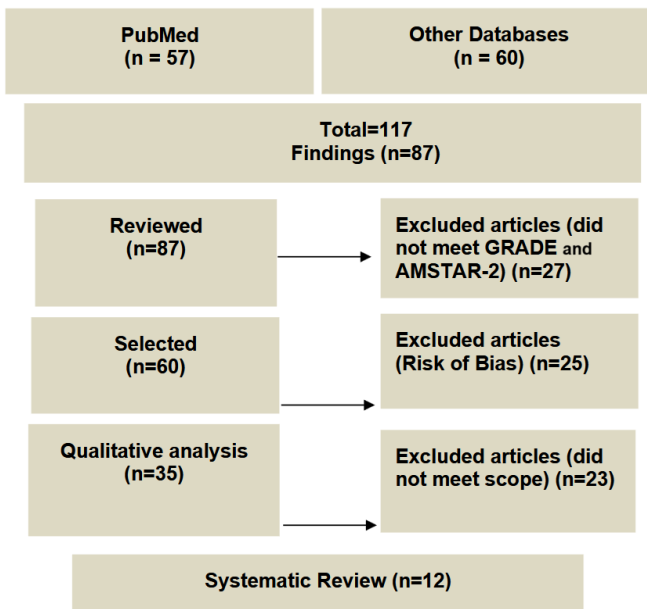 PubMed
(n = 57)
Other Databases
(n = 60)
Total=117
Findings (n=87)
Reviewed
(n=87)
Excluded articles (did
not meet GRADE and
AMSTAR-2) (n=27)
Selected
(n=60)
Excluded articles
(Risk of Bias) (n=25)
Qualitative analysis
(n=35)
Excluded articles (did
not meet scope) (n=23)
Systematic Review (n=12)